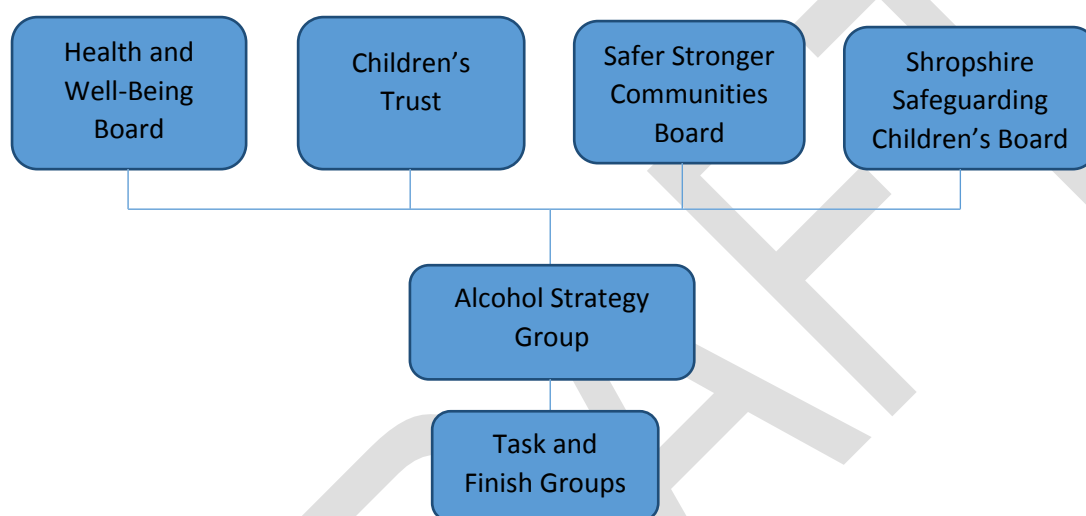 Health and
Well-Being
Board
Children's
Trust
Safer Stronger
Communities
Board
Shropshire
Safeguarding
Children's Board
Alcohol Strategy
Group
Task and
Finish Groups